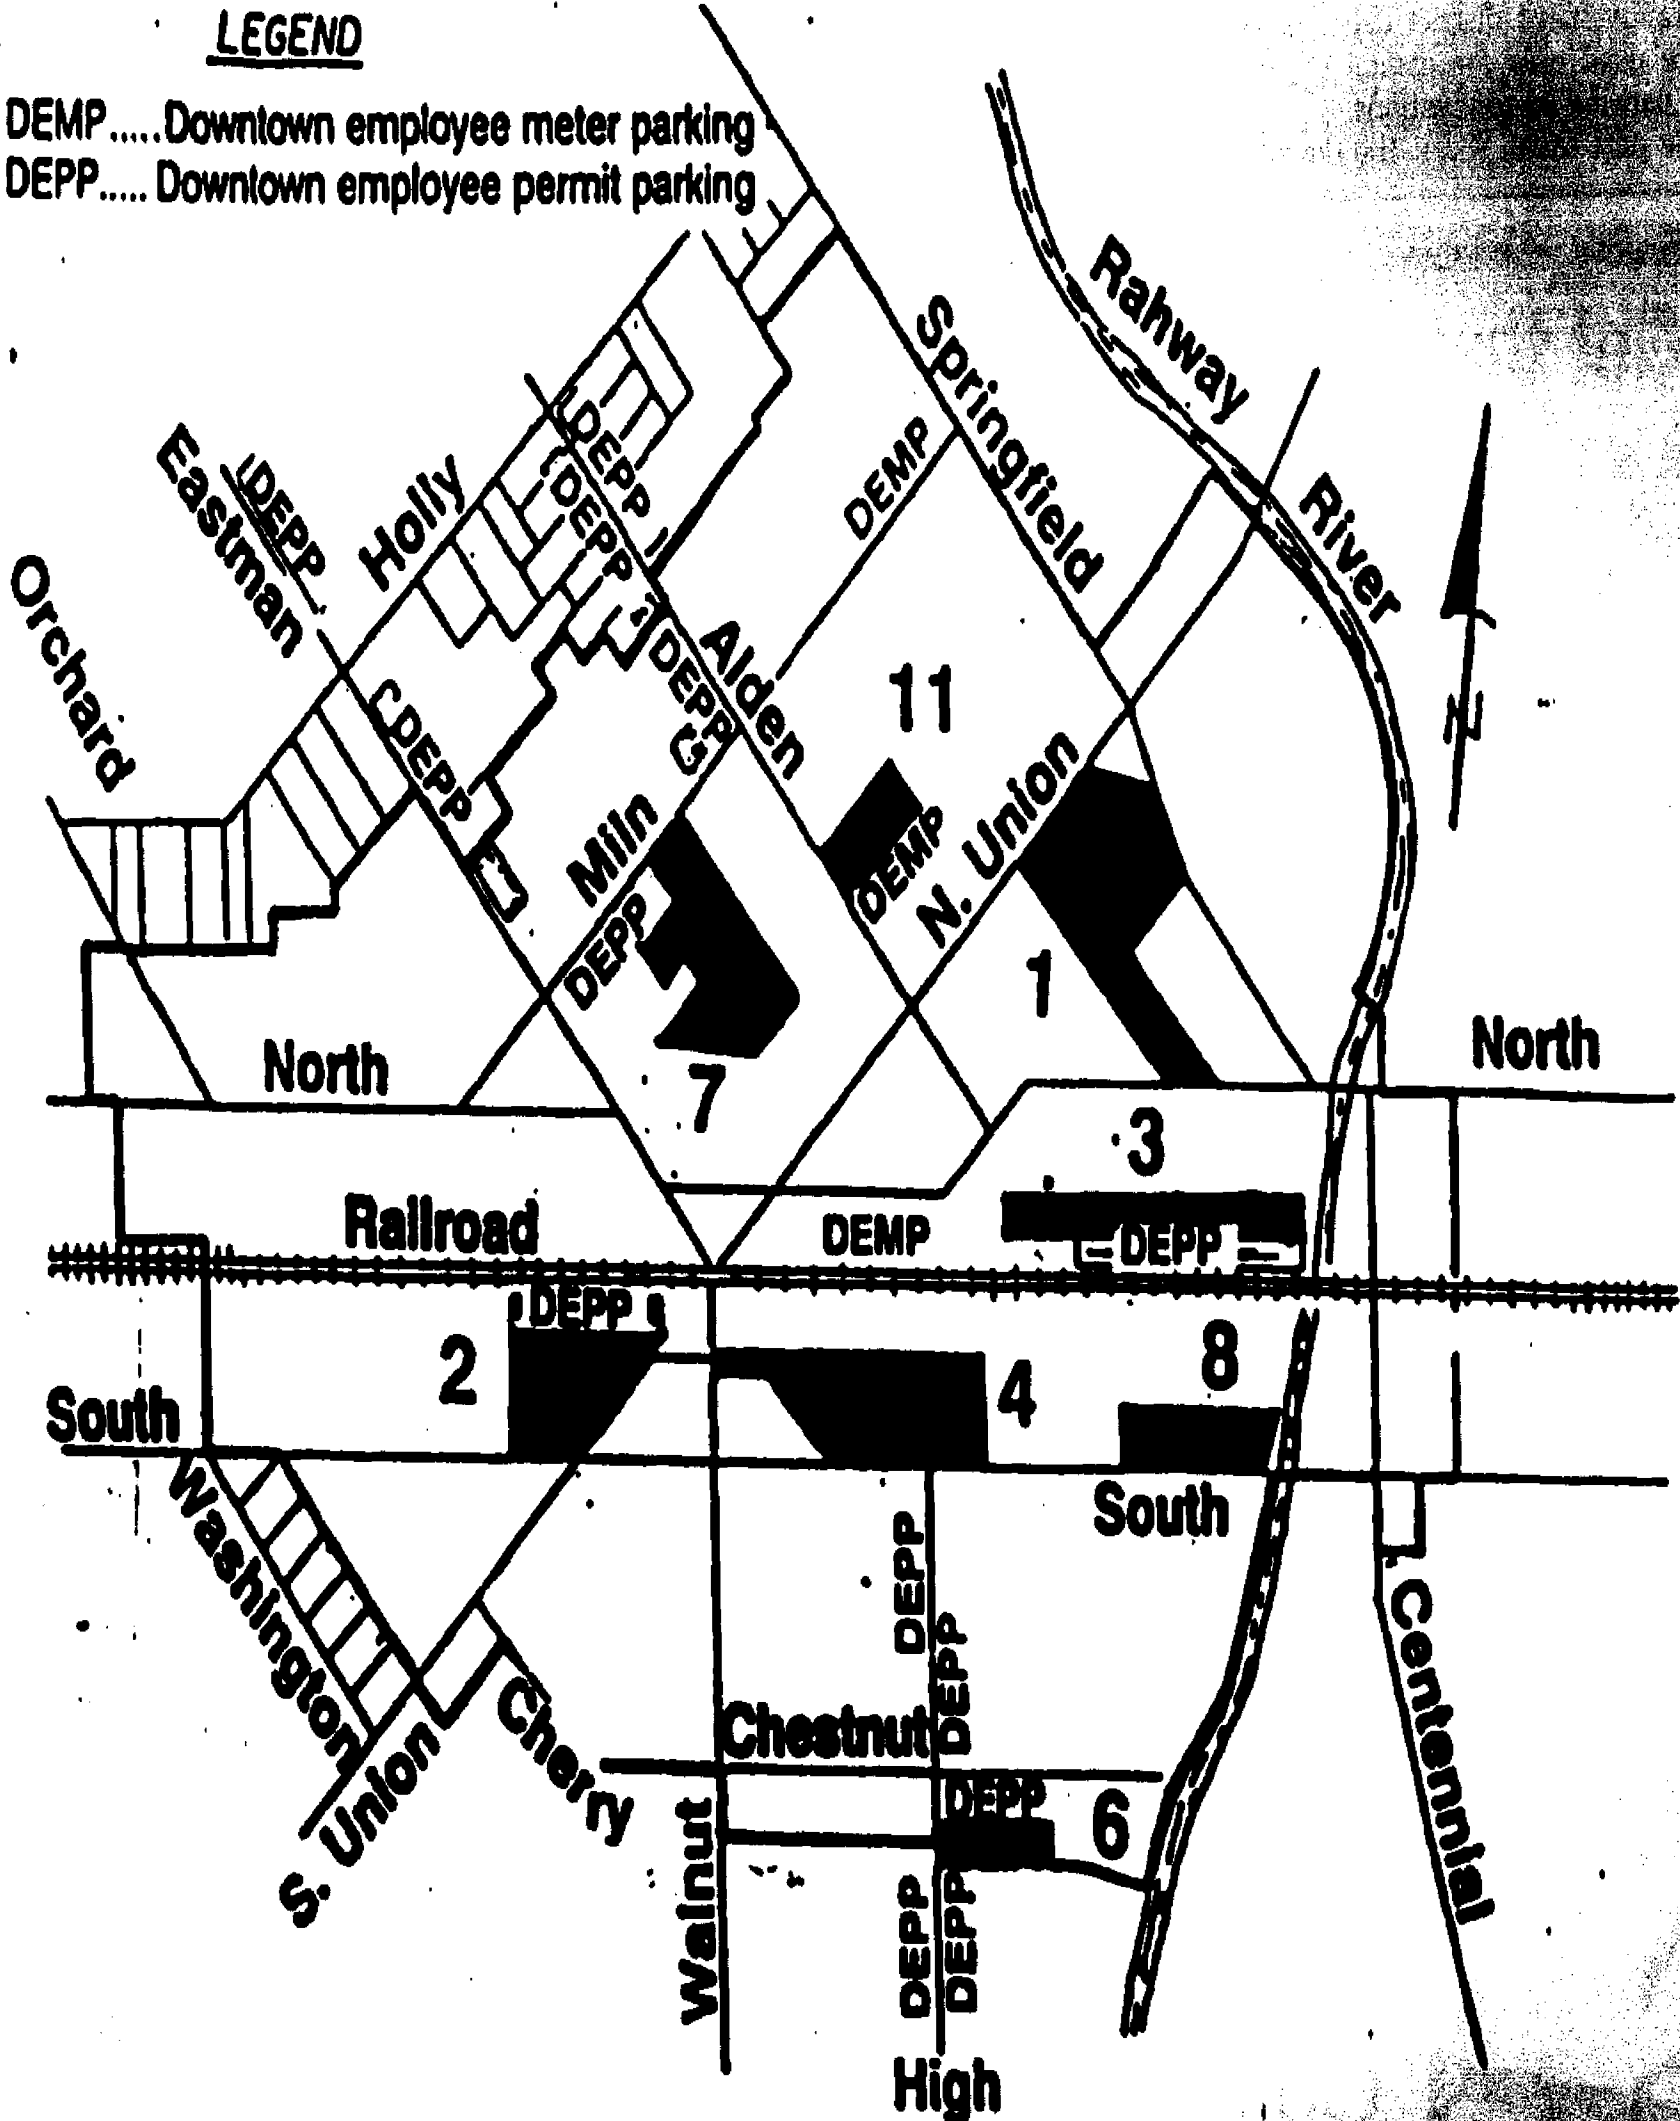 LEGEND
DEMP.....Downtown employee meter parking
DEPP.....Downtown employee permit parking
Rahway
River
Springfield
DEMP
DEPP
DEPP
Holly
DEPP
Eastman
Orchard
DEPP
Alden
DEPP
11
N
Miln
DEPP
DEMP
N. Union
1
North
North
7
3
Railroad
DEMP
DEPP
DEPP
2
4
8
South
South
Washington
DEPP
DEPP
Cherry
Chestnut
S. Union
DEPP
6
Walnut
DEPP
DEPP
Centennial
High